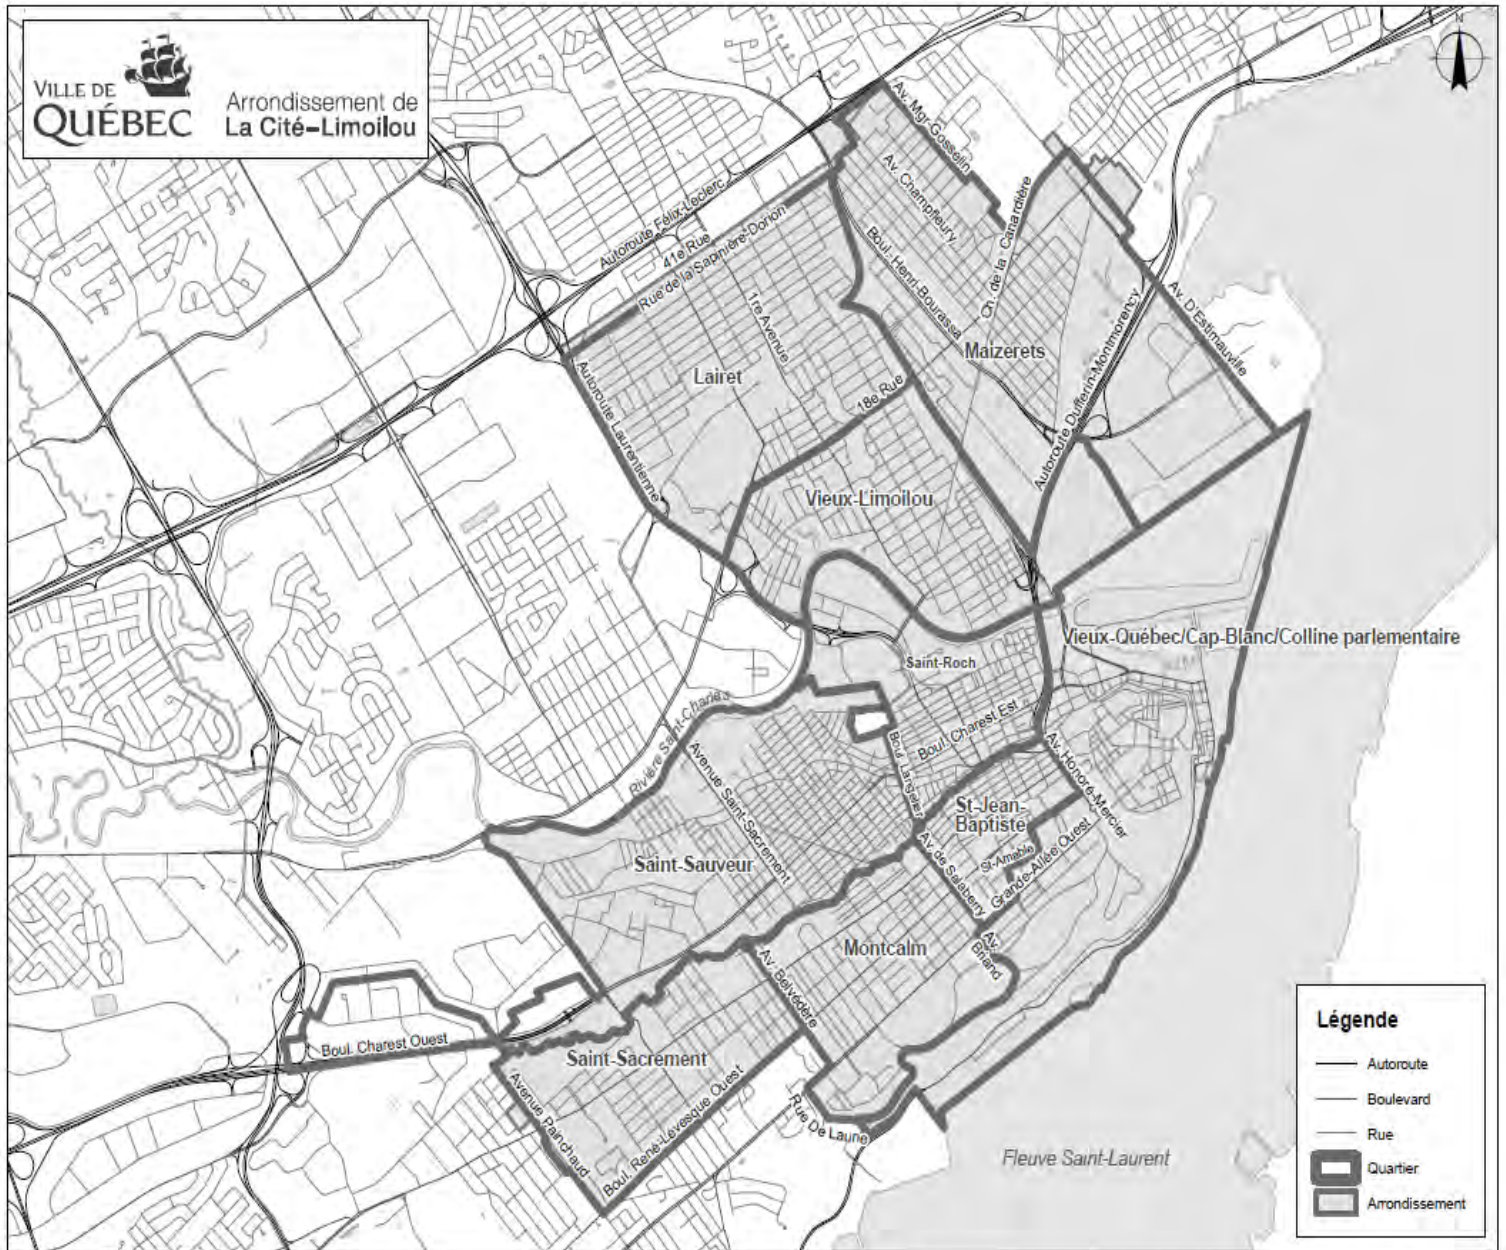 VILLE DE
QUÉBEC
Arrondissement de
La Cité-Limoilou
N
Av. Mgr-Gosselin
Av. Champfleury
Ch. de la Canardière
Autoroute Félix-Leclerc
41e Rue
Rue de la Sapinière-Dorion
Boul. Henri-Bourassa
1re Avenue
Av. D'Estimauville
Maizerets
Lairet
Autoroute Dufferin-Montmorency
18e Rue
Autoroute Laurentienne
Vieux-Limoilou
Vieux-Québec/Cap-Blanc/Colline parlementaire
Saint-Roch
Rivière Saint-Charles
Boul. Charest Est
Boul. Langelier
Avenue Saint-Sacrement
Av. Honoré-Mercier
St-Jean-
Baptiste
Saint-Sauveur
St-Amable
Grande-Allée Ouest
Av. de Salaberry
Montcalm
Av.
Briand
Av. Belvédère
Boul. Charest Ouest
Saint-Sacrement
Avenue Painchaud
Boul. René-Lévesque Ouest
Rue De Laune
Fleuve Saint-Laurent
Légende
Autoroute
Boulevard
Rue
Quartier
Arrondissement